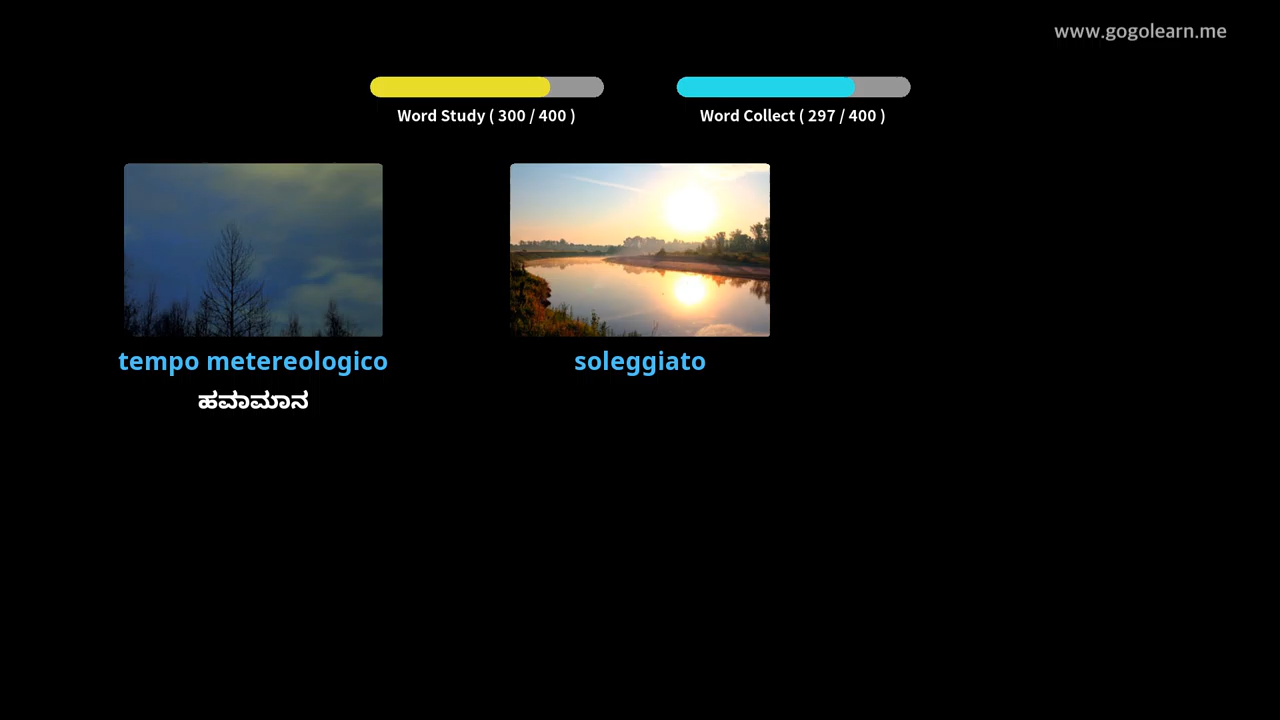 www.gogolearn.me
Word Study ( 300 / 400 )
Word Collect ( 297 / 400 )
tempo metereologico
soleggiato
ಹವಾಮಾನ